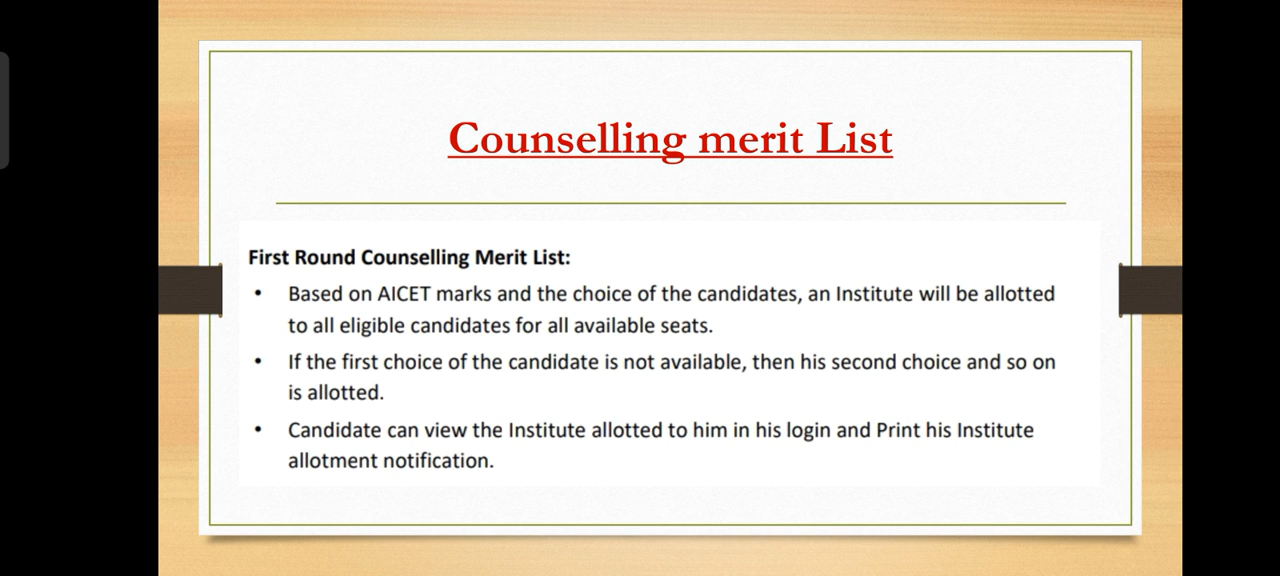 Counselling merit List
First Round Counselling Merit List:
• Based on AICET marks and the choice of the candidates, an Institute will be allotted
to all eligible candidates for all available seats.
• If the first choice of the candidate is not available, then his second choice and so on
is allotted.
• Candidate can view the Institute allotted to him in his login and Print his Institute
allotment notification.